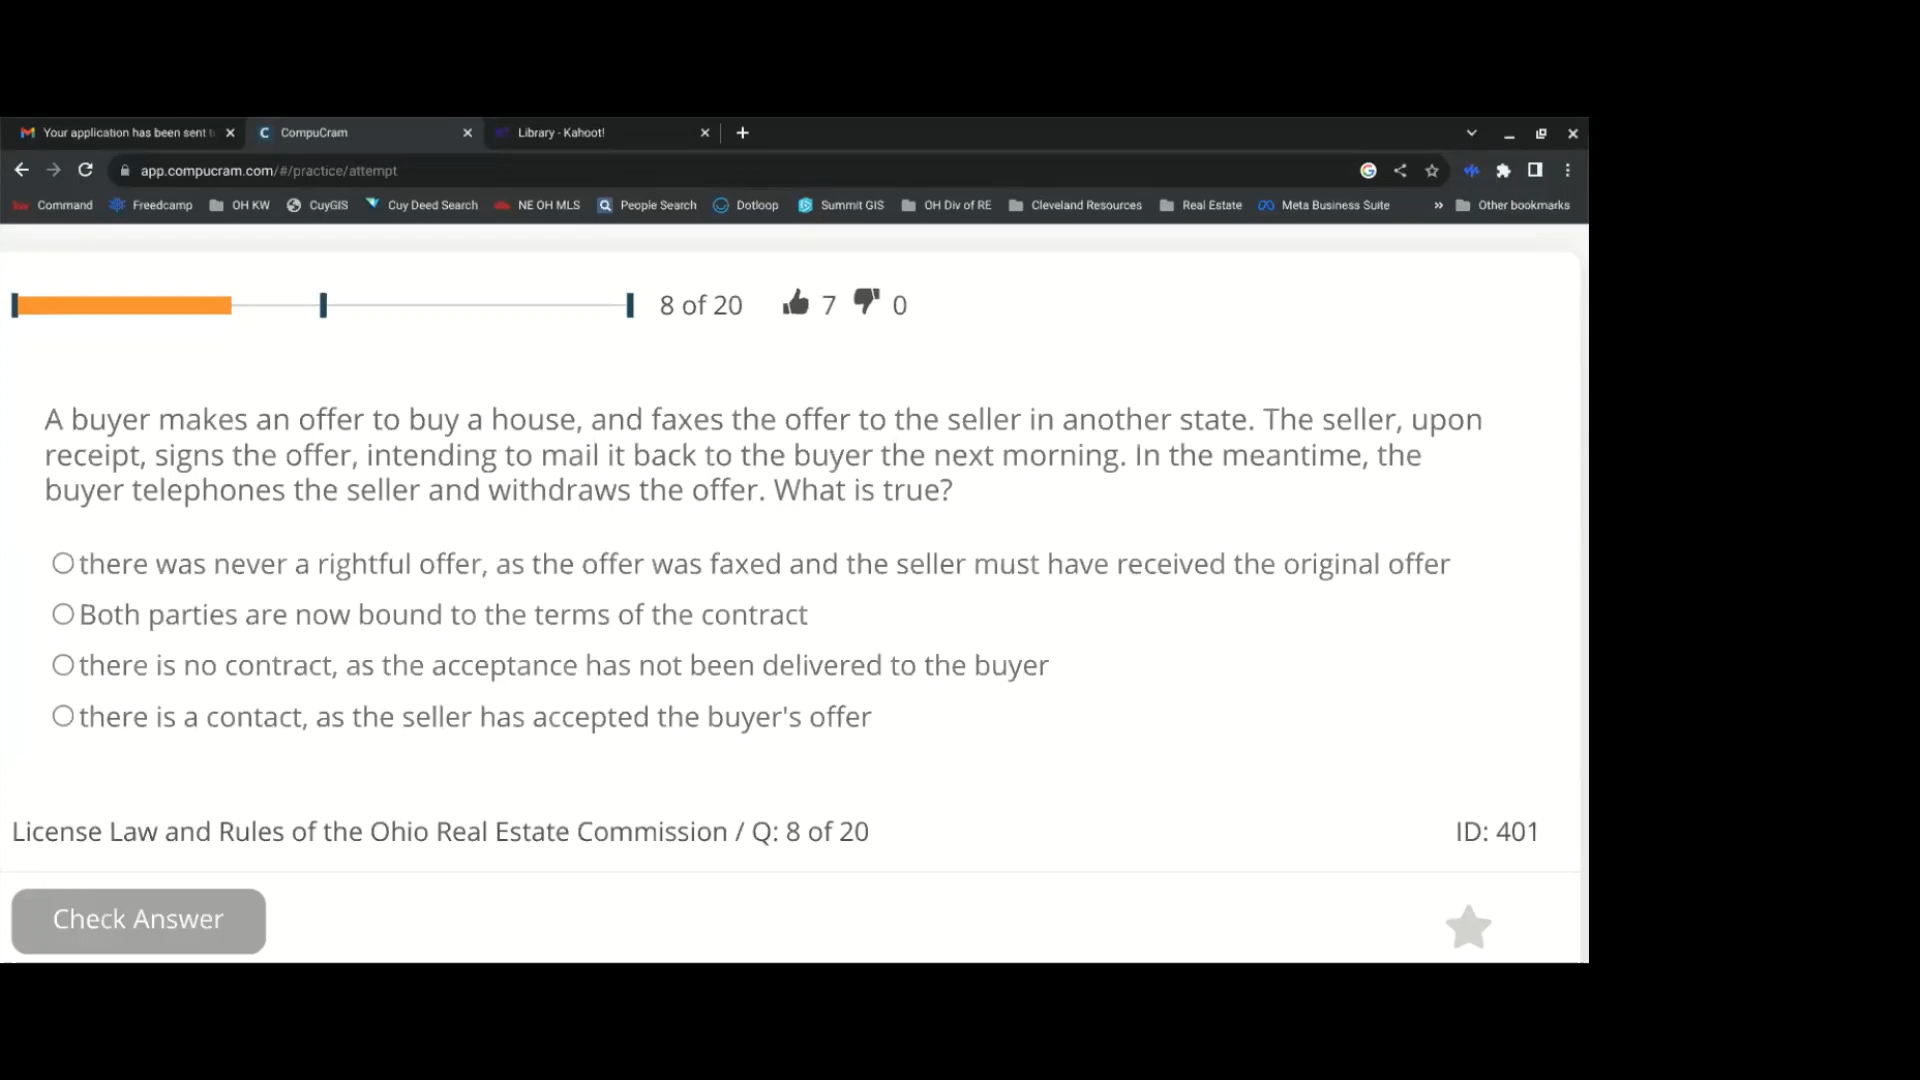 Your application has been sent t
CompuCram
Library - Kahoot!
app.compucram.com/#/practice/attempt
Command Freedcamp OH KW CuyGIS Cuy Deed Search NE OH MLS People Search Dotloop Summit GIS OH Div of RE Cleveland Resources Real Estate Meta Business Suite » Other bookmarks
8 of 20 7 0
A buyer makes an offer to buy a house, and faxes the offer to the seller in another state. The seller, upon
receipt, signs the offer, intending to mail it back to the buyer the next morning. In the meantime, the
buyer telephones the seller and withdraws the offer. What is true?
there was never a rightful offer, as the offer was faxed and the seller must have received the original offer
Both parties are now bound to the terms of the contract
there is no contract, as the acceptance has not been delivered to the buyer
there is a contact, as the seller has accepted the buyer's offer
License Law and Rules of the Ohio Real Estate Commission / Q: 8 of 20 ID: 401
Check Answer